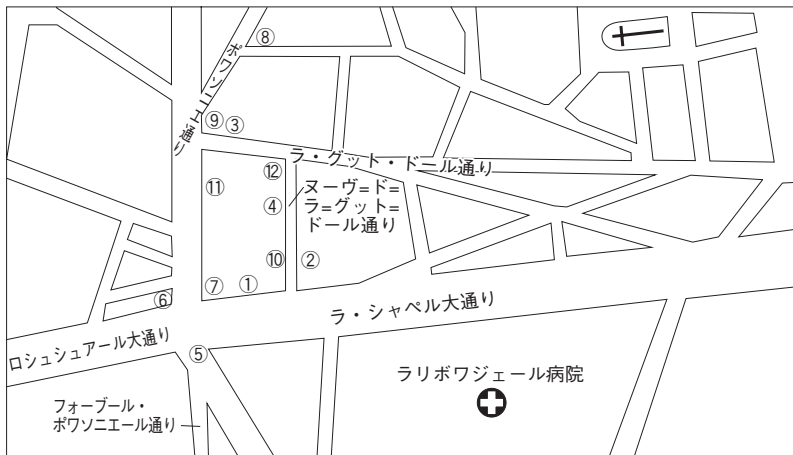 ⑧
ポワソニエ通り
⑨ ③
ラ・グット・ドール通り
⑫
⑪
ヌーヴ=ド=
ラ=グット=
ドール通り
④
⑩ ②
⑦ ①
⑥
ラ・シャペル大通り
ロシュシュアール大通り
⑤
ラリボワジェール病院
フォーブール・
ポワソニエール通り